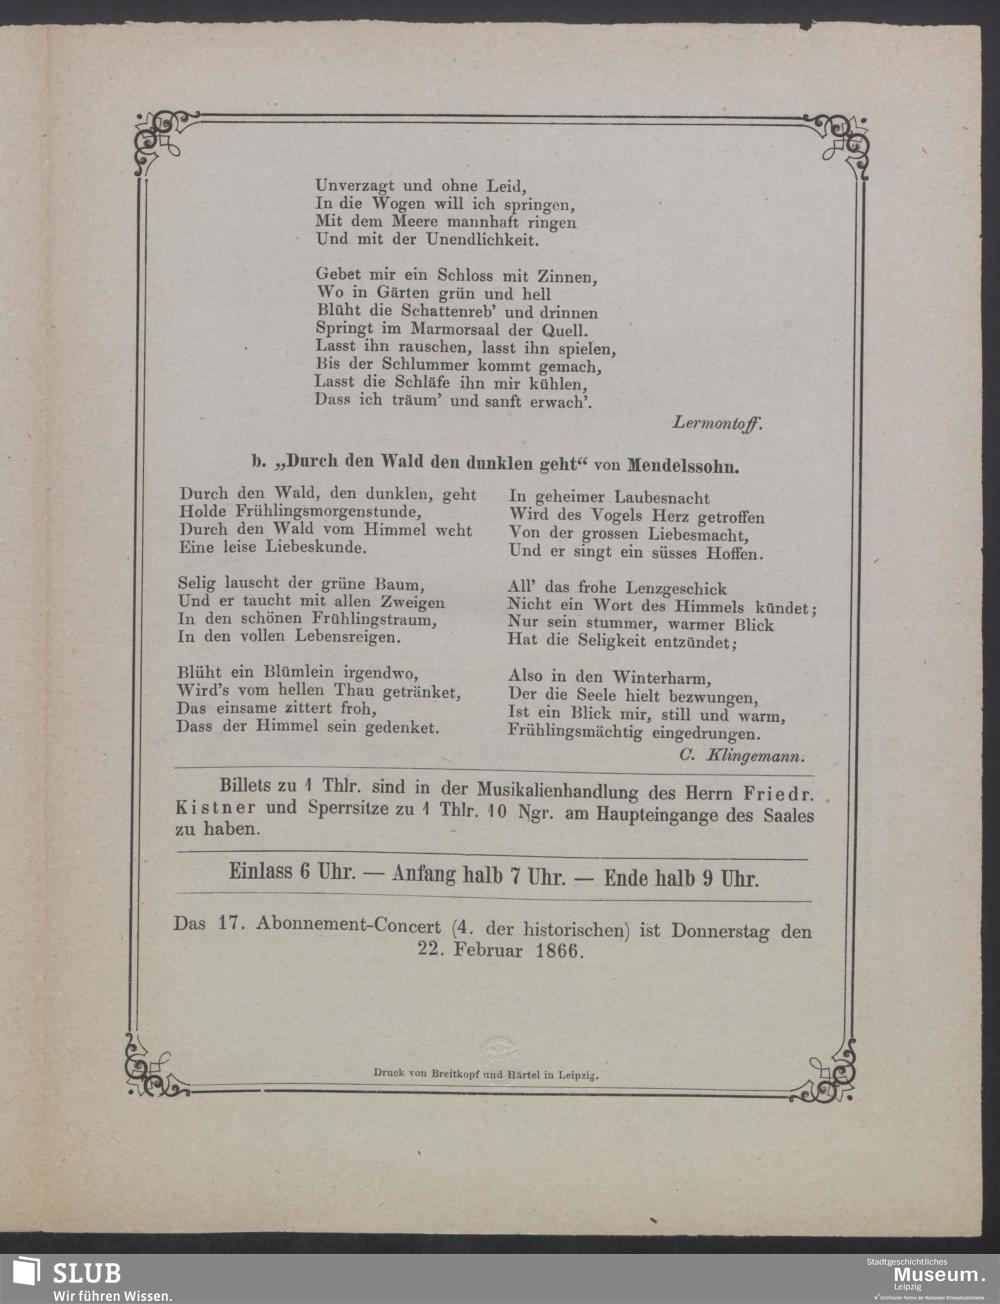 Unverzagt und ohne Leid,
In die Wogen will ich springen,
Mit dem Meere mannhaft ringen
Und mit der Unendlichkeit.
Gebet mir ein Schloss mit Zinnen,
Wo in Gärten grün und hell
Blüht die Schattenreb' und drinnen
Springt im Marmorsaal der Quell.
Lasst ihn rauschen, lasst ihn spielen,
Bis der Schlummer kommt gemach,
Lasst die Schläfe ihn mir kühlen,
Dass ich träum' und sanft erwach'.
Lermontoff.
b. „Durch den Wald den dunklen geht“ von Mendelssohn.
Durch den Wald, den dunklen, geht
Holde Frühlingsmorgenstunde,
Durch den Wald vom Himmel weht
Eine leise Liebeskunde.
Selig lauscht der grüne Baum,
Und er taucht mit allen Zweigen
In den schönen Frühlingstraum,
In den vollen Lebensreigen.
Blüht ein Blümlein irgendwo,
Wird's vom hellen Thau getränket,
Das einsame zittert froh,
Dass der Himmel sein gedenket.
In geheimer Laubesnacht
Wird des Vogels Herz getroffen
Von der grossen Liebesmacht,
Und er singt ein süsses Hoffen.
All' das frohe Lenzgeschick
Nicht ein Wort des Himmels kündet;
Nur sein stummer, warmer Blick
Hat die Seligkeit entzündet;
Also in den Winterharm,
Der die Seele hielt bezwungen,
Ist ein Blick mir, still und warm,
Frühlingsmächtig eingedrungen.
C. Klingemann.
Billets zu 1 Thlr. sind in der Musikalienhandlung des Herrn Friedr.
Kistner und Sperrsitze zu 1 Thlr. 10 Ngr. am Haupteingange des Saales
zu haben.
Einlass 6 Uhr. — Anfang halb 7 Uhr. — Ende halb 9 Uhr.
Das 17. Abonnement-Concert (4. der historischen) ist Donnerstag den
22. Februar 1866.
Druck von Breitkopf und Härtel in Leipzig.
SLUB
Wir führen Wissen.
Stadtgeschichtliches
Museum.
Leipzig
Zertifizierter Partner der Nationalen Klimaschutzinitiative